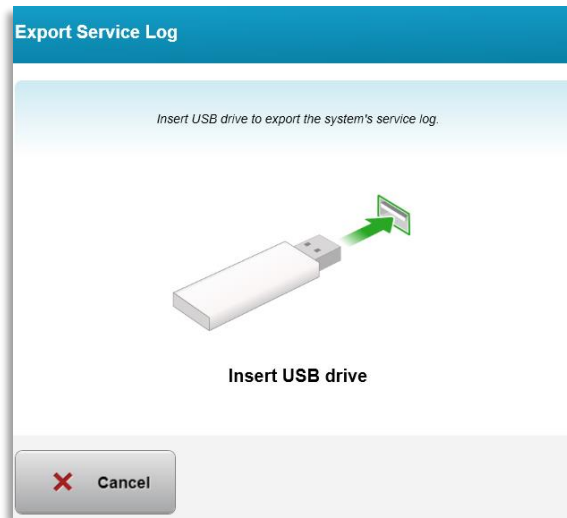 Export Service Log
Insert USB drive to export the system's service log.
Insert USB drive
Cancel